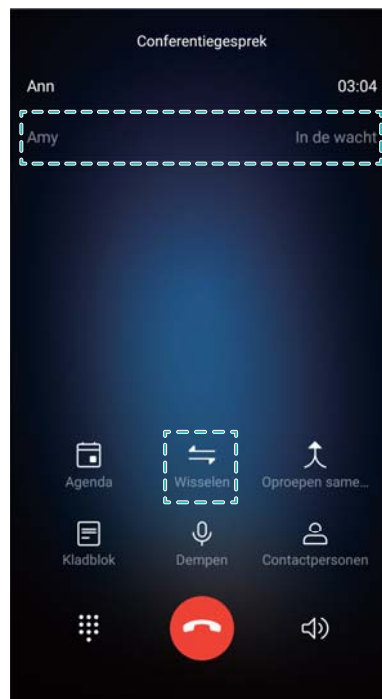 Conferentiegesprek
Ann 03:04
Amy In de wacht
Agenda Wisselen Oproepen same...
Kladblok Dempen Contactpersonen